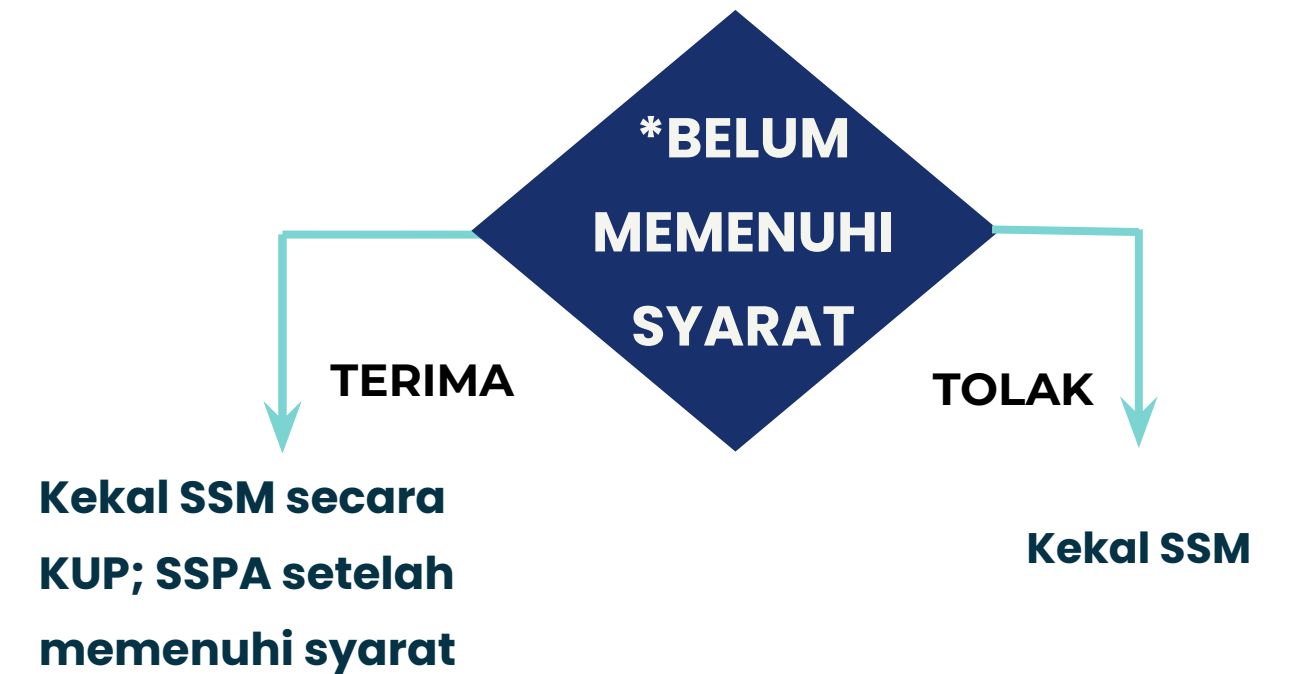 *BELUM
MEMENUHI
SYARAT
TERIMA
TOLAK
Kekal SSM secara
KUP; SSPA setelah
memenuhi syarat
Kekal SSM